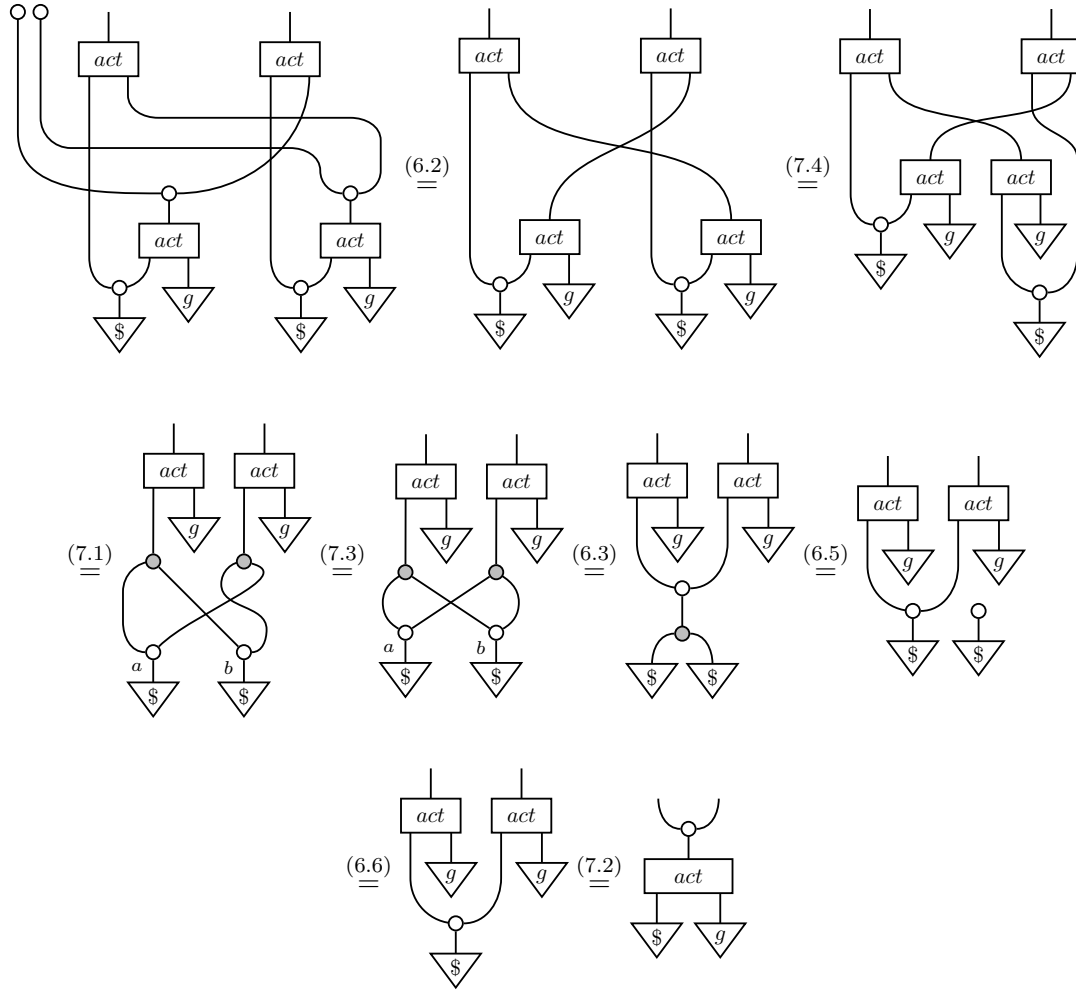 act act act act act act
(6.2) (7.4)
act act act act act act
g g g g g g
$ $ $ $ $ $
act act act act act act act act
g g g g g g g g
(7.1) (7.3) (6.3) (6.5)
a b a b
$ $ $ $ $ $ $ $
act act
(6.6) g g (7.2) act
$ $ g